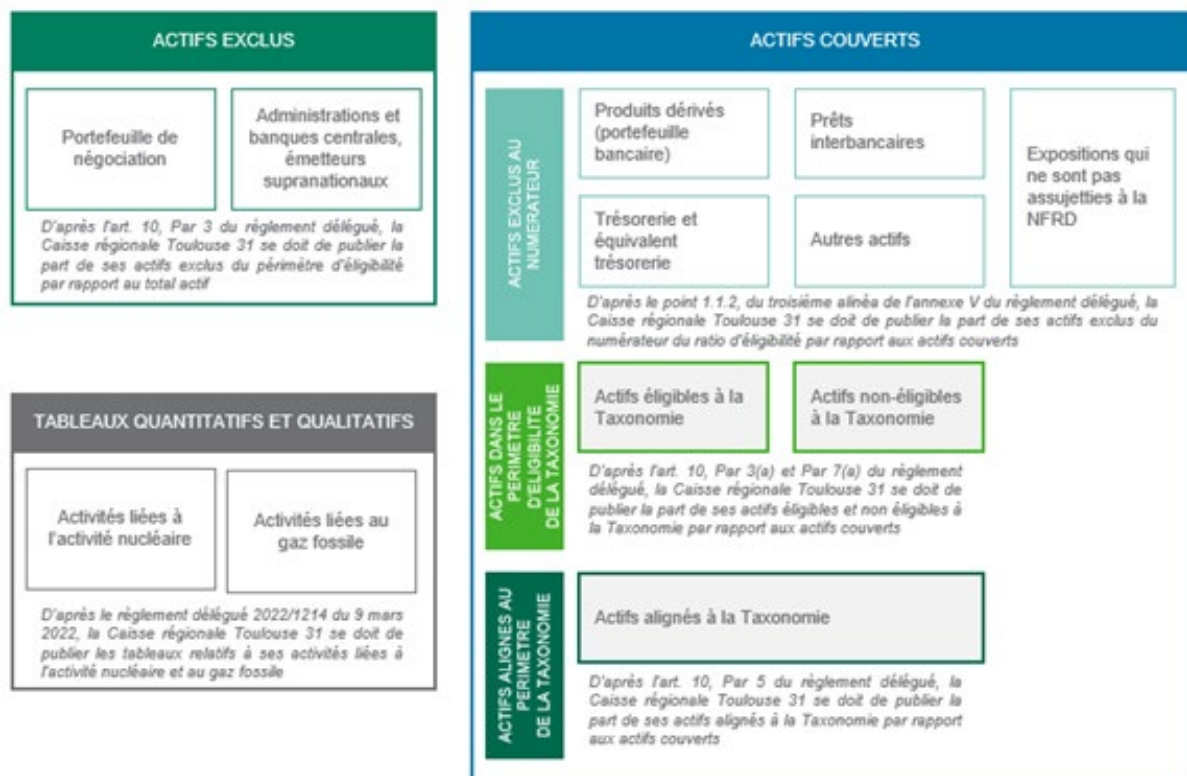 ACTIFS EXCLUS
Portefeuille de
négociation
Administrations et
banques centrales,
émetteurs
supranationaux
D'après l'art. 10, Par 3 du règlement délégué, la
Caisse régionale Toulouse 31 se doit de publier la
part de ses actifs exclus du périmètre d'éligibilité
par rapport au total actif
TABLEAUX QUANTITATIFS ET QUALITATIFS
Activités liées à
l'activité nucléaire
Activités liées au
gaz fossile
D'après le règlement délégué 2022/1214 du 9 mars
2022, la Caisse régionale Toulouse 31 se doit de
publier les tableaux relatifs à ses activités liées à
l'activité nucléaire et au gaz fossile
ACTIFS COUVERTS
ACTIFS EXCLUS AU
NUMERATEUR
Produits dérivés
(portefeuille
bancaire)
Prêts
interbancaires
Expositions qui
ne sont pas
assujetties à la
NFRD
Trésorerie et
équivalent
trésorerie
Autres actifs
D'après le point 1.1.2, du troisième alinéa de l'annexe V du règlement délégué, la
Caisse régionale Toulouse 31 se doit de publier la part de ses actifs exclus du
numérateur du ratio d'éligibilité par rapport aux actifs couverts
ACTIFS DANS LE
PERIMETRE
D'ELIGIBILITE
DE LA TAXONOMIE
Actifs éligibles à la
Taxonomie
Actifs non-éligibles
à la Taxonomie
D'après l'art. 10, Par 3(a) et Par 7(a) du règlement
délégué, la Caisse régionale Toulouse 31 se doit de
publier la part de ses actifs éligibles et non éligibles à
la Taxonomie par rapport aux actifs couverts
ACTIFS ALIGNES AU
PERIMETRE
DE LA TAXONOMIE
Actifs alignés à la Taxonomie
D'après l'art. 10, Par 5 du règlement délégué, la
Caisse régionale Toulouse 31 se doit de publier la
part de ses actifs alignés à la Taxonomie par rapport
aux actifs couverts